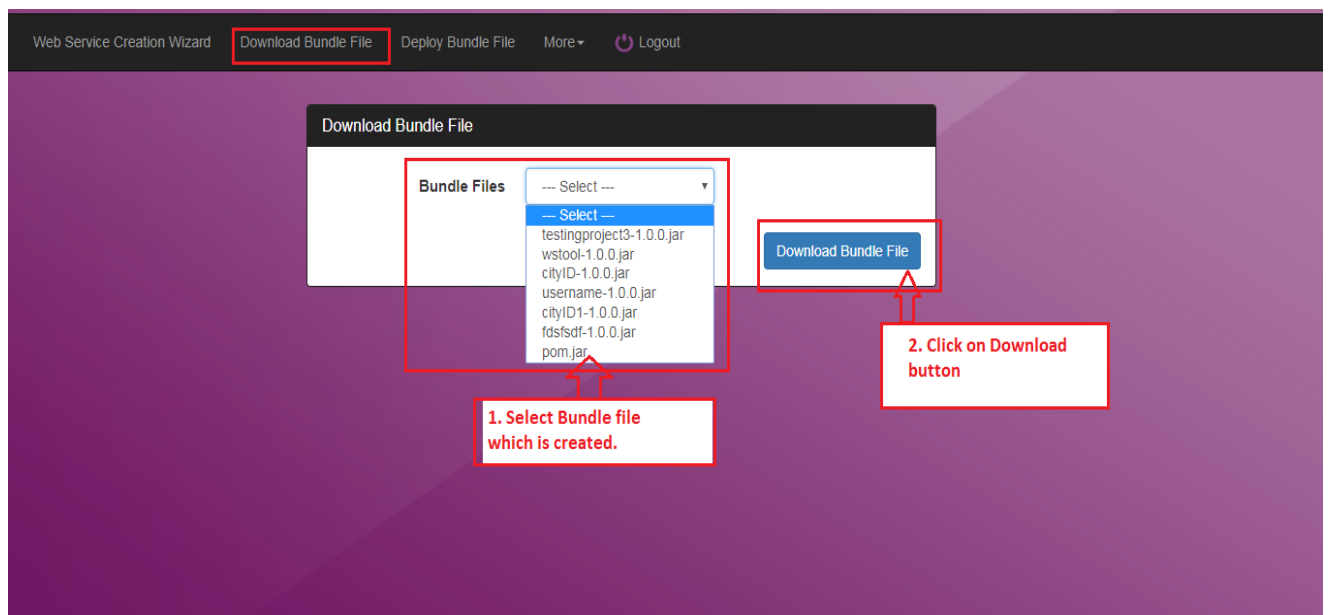 Web Service Creation Wizard Download Bundle File Deploy Bundle File More Logout
Download Bundle File
Bundle Files --- Select ---
--- Select ---
testingproject3-1.0.0.jar
wstool-1.0.0.jar
cityID-1.0.0.jar
username-1.0.0.jar
cityID1-1.0.0.jar
fdsfsdf-1.0.0.jar
pom.jar
Download Bundle File
1. Select Bundle file
which is created.
2. Click on Download
button